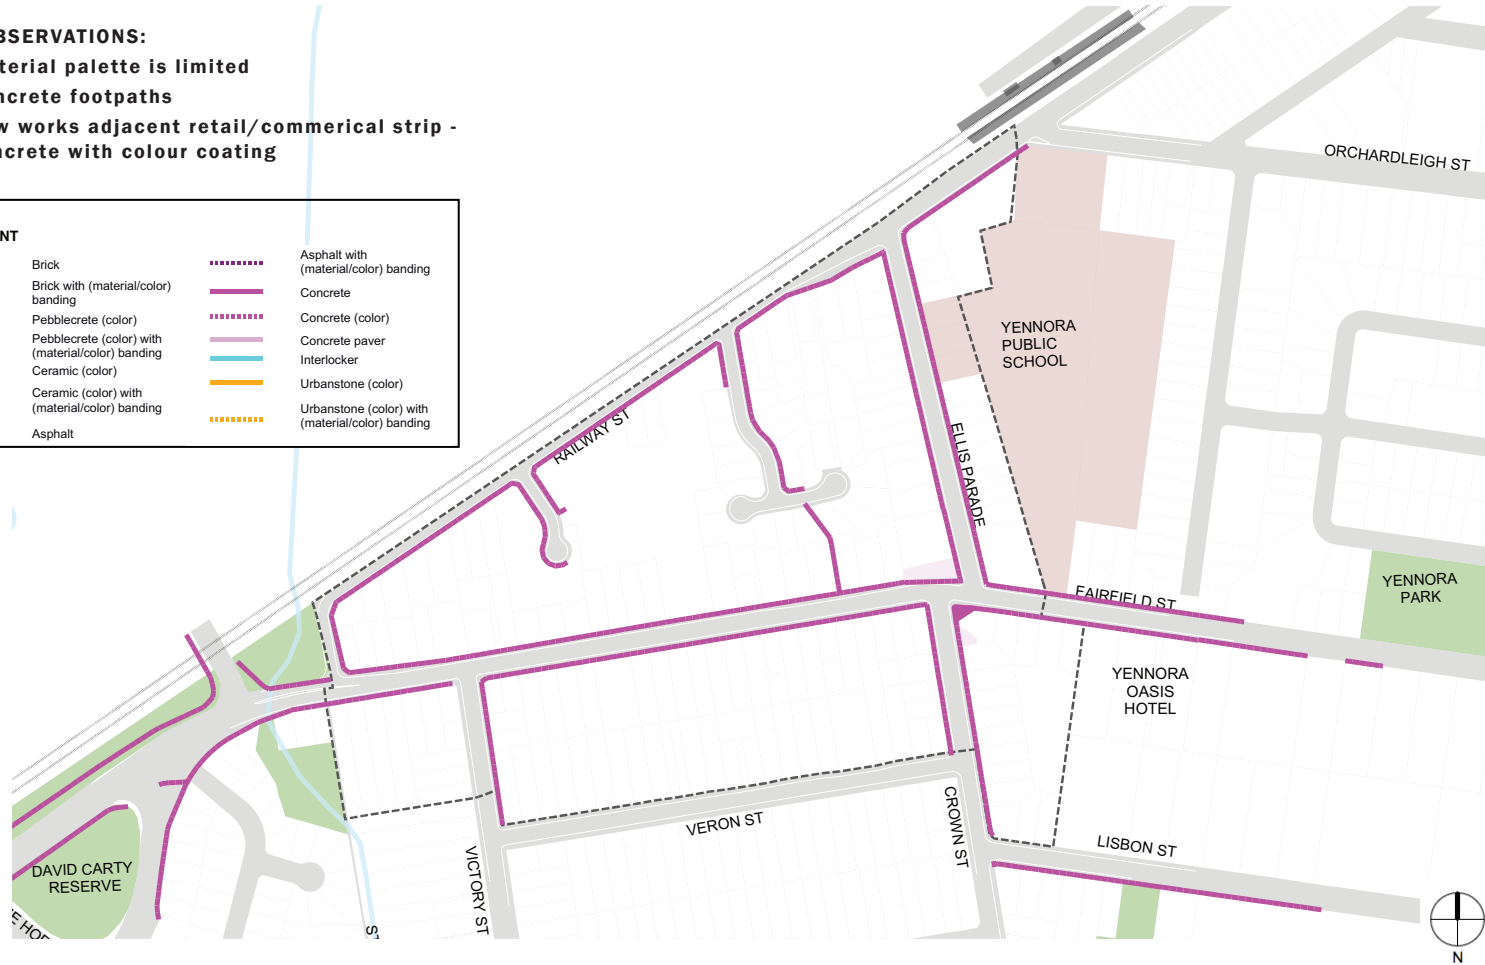 BSERVATIONS:
terial palette is limited
ncrete footpaths
w works adjacent retail/commerical strip -
ncrete with colour coating
NT
Brick
Brick with (material/color)
banding
Pebblecrete (color)
Pebblecrete (color) with
(material/color) banding
Ceramic (color)
Ceramic (color) with
(material/color) banding
Asphalt
Asphalt with
(material/color) banding
Concrete
Concrete (color)
Concrete paver
Interlocker
Urbanstone (color)
Urbanstone (color) with
(material/color) banding
ORCHARDLEIGH ST
YENNORA
PUBLIC
SCHOOL
RAILWAY ST
ELLIS PARADE
FAIRFIELD ST
YENNORA
PARK
YENNORA
OASIS
HOTEL
VERON ST
CROWN ST
LISBON ST
VICTORY ST
DAVID CARTY
RESERVE
E HOR
ST
N